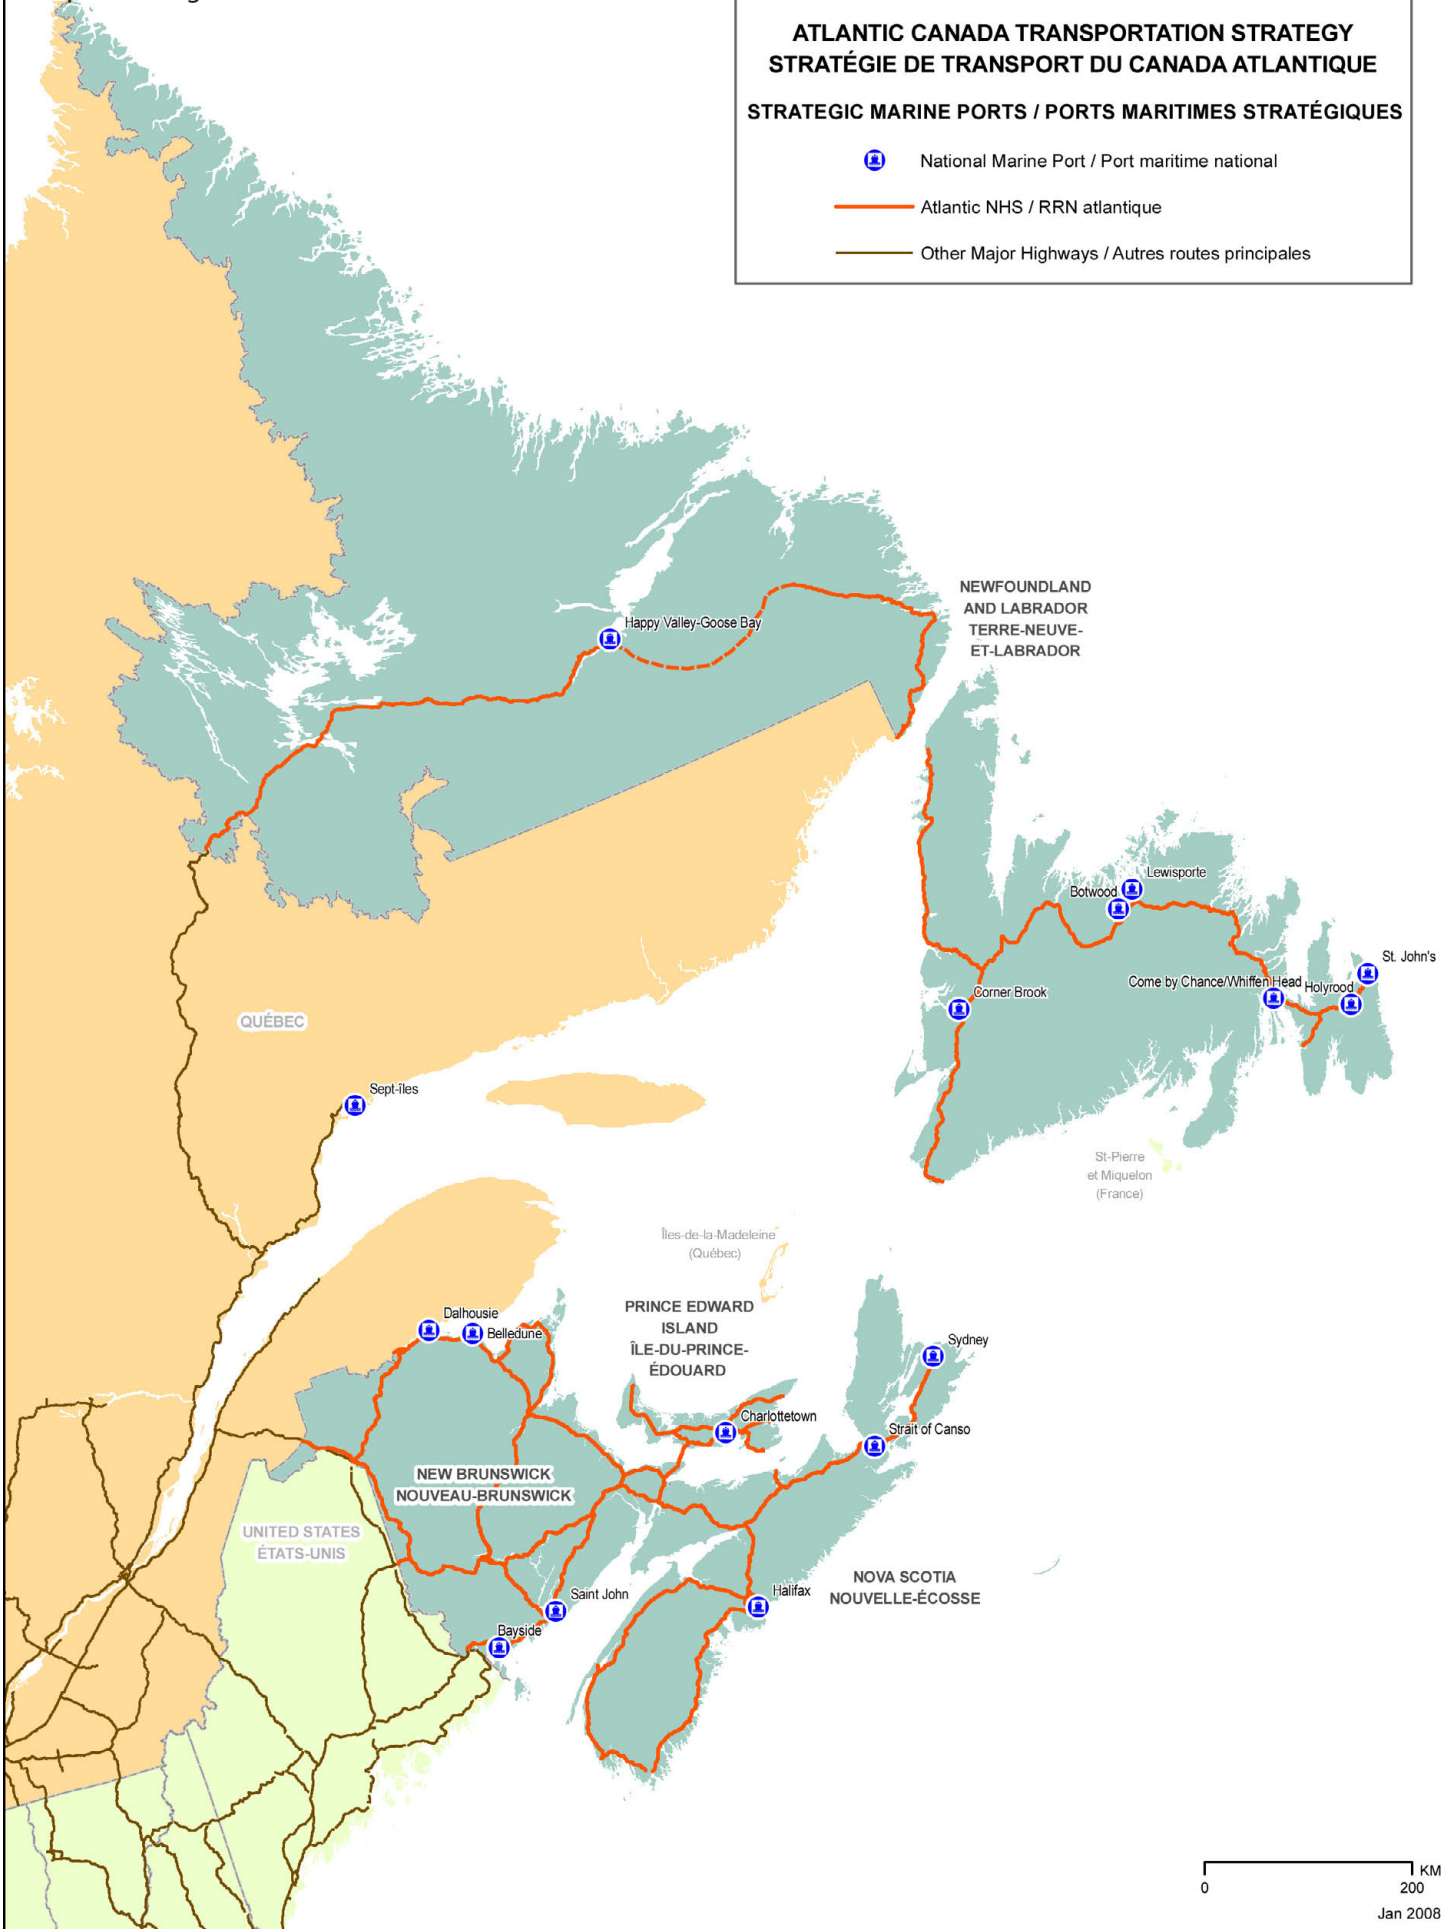 ATLANTIC CANADA TRANSPORTATION STRATEGY
STRATÉGIE DE TRANSPORT DU CANADA ATLANTIQUE
STRATEGIC MARINE PORTS / PORTS MARITIMES STRATÉGIQUES
National Marine Port / Port maritime national
Atlantic NHS / RRN atlantique
Other Major Highways / Autres routes principales
NEWFOUNDLAND
AND LABRADOR
TERRE-NEUVE-
ET-LABRADOR
Happy Valley-Goose Bay
Lewisporte
Botwood
St. John's
Come by Chance/Whiffen Head
Holyrood
Corner Brook
QUÉBEC
Sept-îles
St-Pierre
et Miquelon
(France)
Îles-de-la-Madeleine
(Québec)
PRINCE EDWARD
ISLAND
ÎLE-DU-PRINCE-
ÉDOUARD
Dalhousie
Belledune
Sydney
Charlottetown
Strait of Canso
NEW BRUNSWICK
NOUVEAU-BRUNSWICK
UNITED STATES
ÉTATS-UNIS
NOVA SCOTIA
NOUVELLE-ÉCOSSE
Saint John
Halifax
Bayside
KM
0 200
Jan 2008